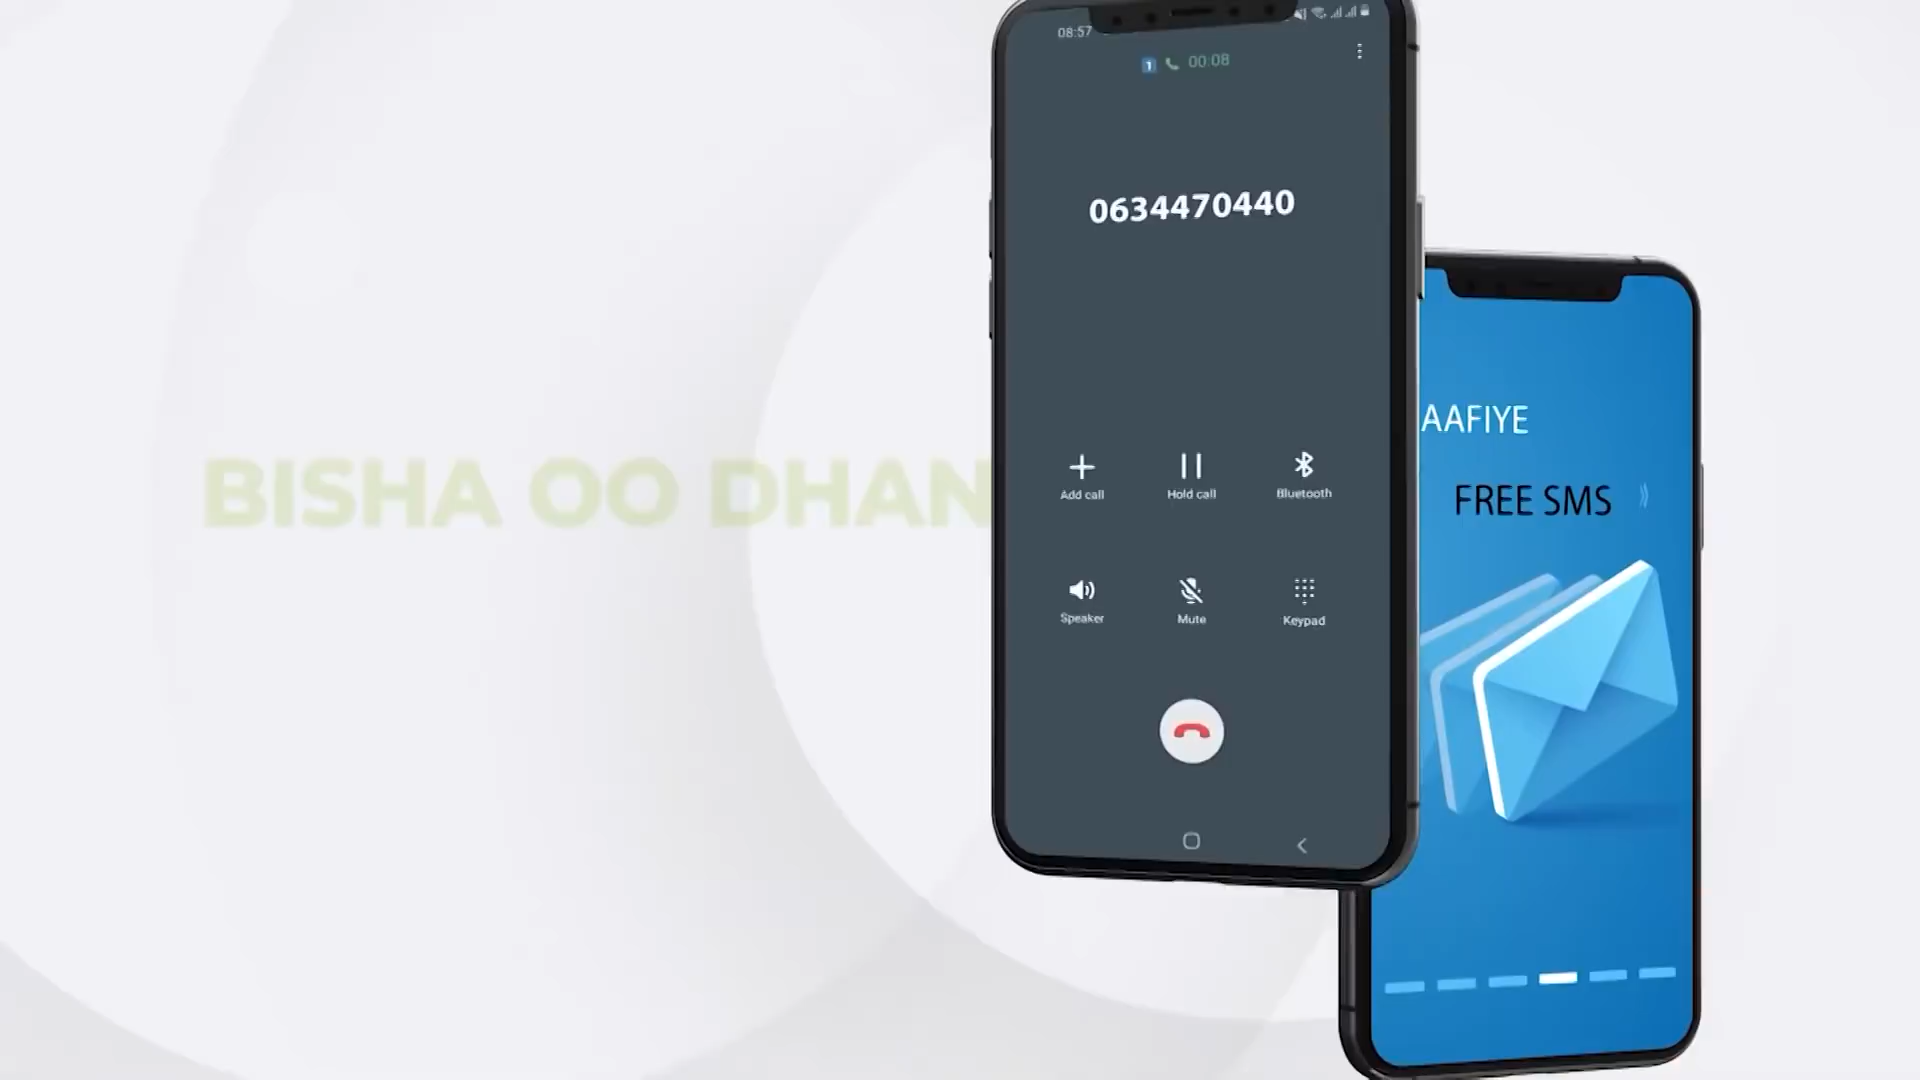 08:57
1 00:08
0634470440
Add call
Hold call
Bluetooth
Speaker
Mute
Keypad
BISHA OO DHAN
AAFIYE
FREE SMS